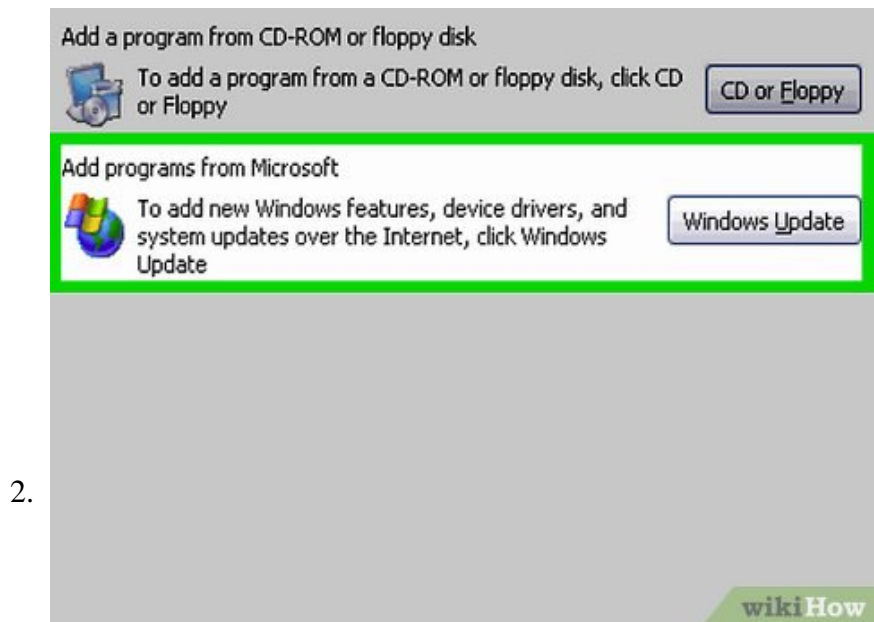 Add a program from CD-ROM or floppy disk
To add a program from a CD-ROM or floppy disk, click CD
or Floppy
CD or Floppy
Add programs from Microsoft
To add new Windows features, device drivers, and
system updates over the Internet, click Windows
Update
Windows Update
2.
wikiHow